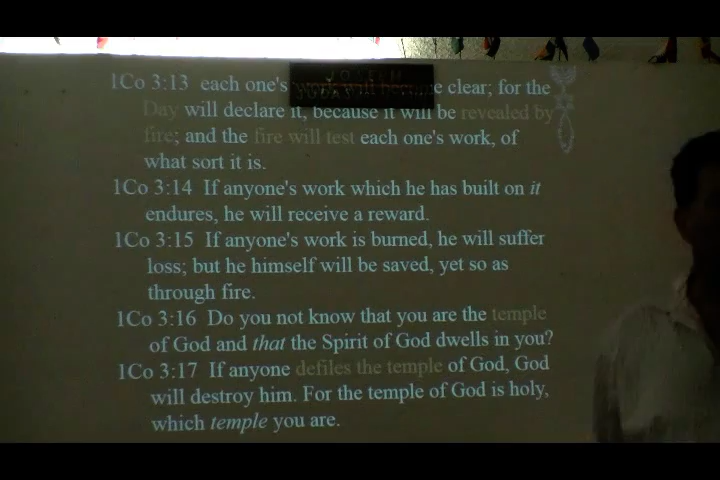 1Co 3:13 each one's work will become clear; for the
Day will declare it, because it will be revealed by
fire; and the fire will test each one's work, of
what sort it is.
1Co 3:14 If anyone's work which he has built on it
endures, he will receive a reward.
1Co 3:15 If anyone's work is burned, he will suffer
loss; but he himself will be saved, yet so as
through fire.
1Co 3:16 Do you not know that you are the temple
of God and that the Spirit of God dwells in you?
1Co 3:17 If anyone defiles the temple of God, God
will destroy him. For the temple of God is holy,
which temple you are.